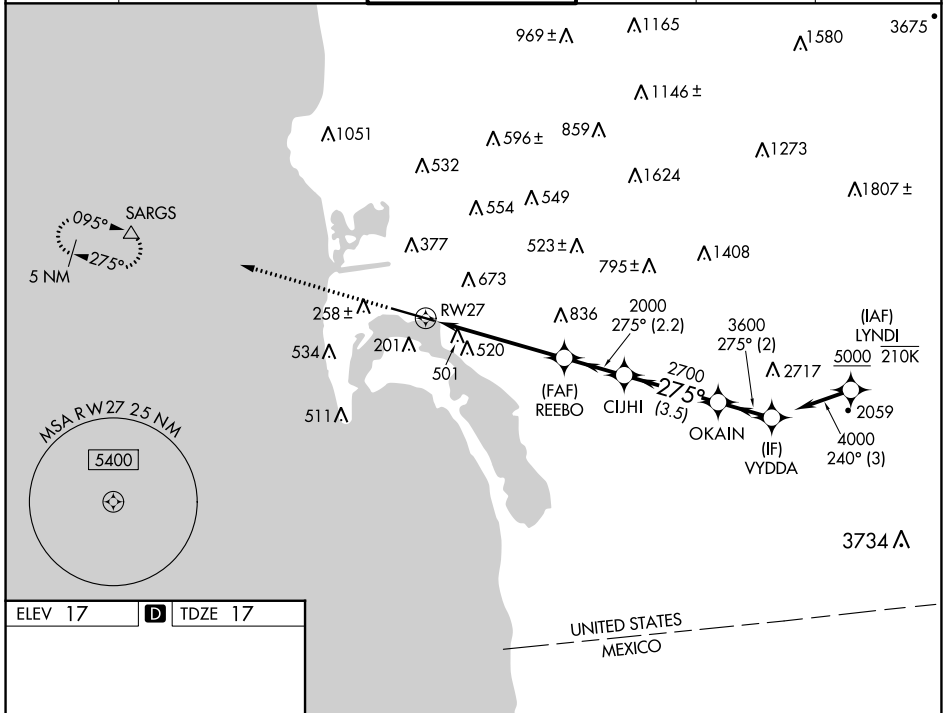 969 ±
1165
1580
3675
1146 ±
1051
596 ±
859
1273
532
1624
1807 ±
554
549
095°
SARGS
275°
5 NM
377
523 ±
795 ±
1408
673
258 ±
RW27
836
2000
275° (2.2)
3600
275° (2)
(IAF)
LYNDI
5000 210K
534
201
520
501
(FAF)
REEBO
CIJHI
2700
275°
(3.5)
2717
2059
OKAIN
(IF)
VYDDA
4000
240° (3)
511
MSA RW27 25 NM
5400
3734
ELEV 17 D TDZE 17
UNITED STATES
MEXICO